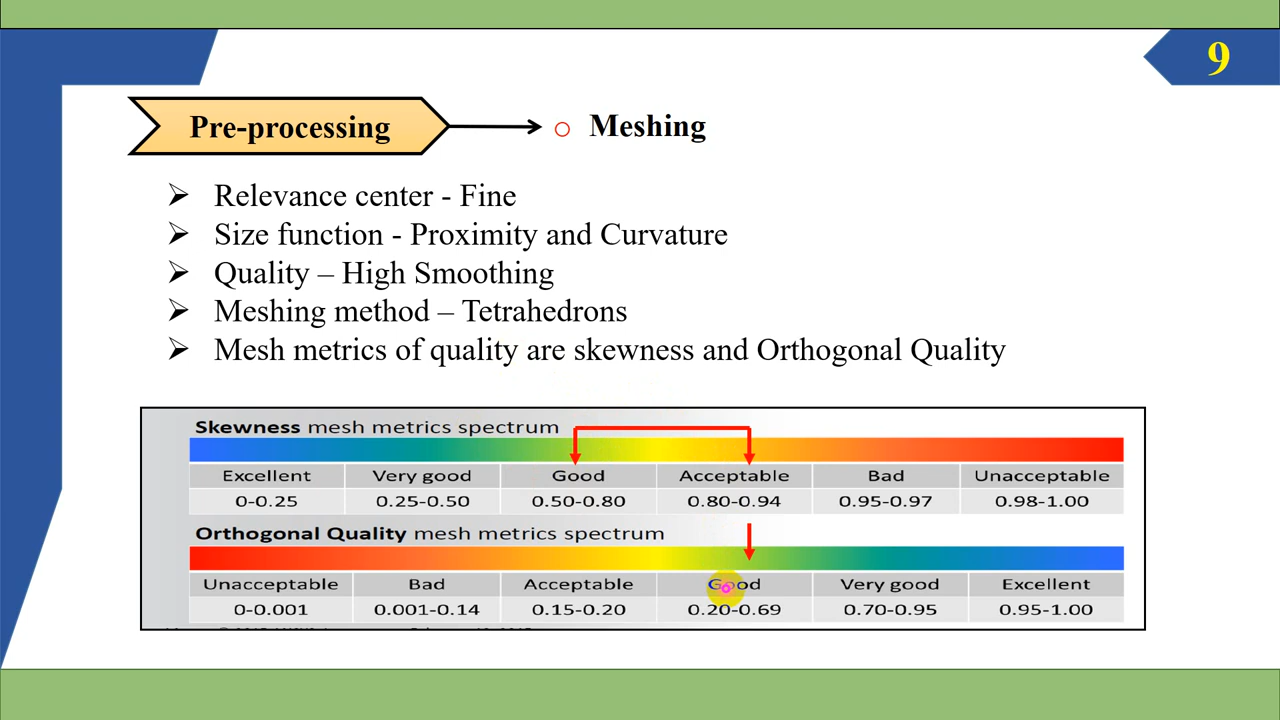 9
Pre-processing
Meshing
Relevance center - Fine
Size function - Proximity and Curvature
Quality – High Smoothing
Meshing method – Tetrahedrons
Mesh metrics of quality are skewness and Orthogonal Quality
Skewness mesh metrics spectrum
Excellent Very good Good Acceptable Bad Unacceptable
0-0.25 0.25-0.50 0.50-0.80 0.80-0.94 0.95-0.97 0.98-1.00
Orthogonal Quality mesh metrics spectrum
Unacceptable Bad Acceptable Good Very good Excellent
0-0.001 0.001-0.14 0.15-0.20 0.20-0.69 0.70-0.95 0.95-1.00